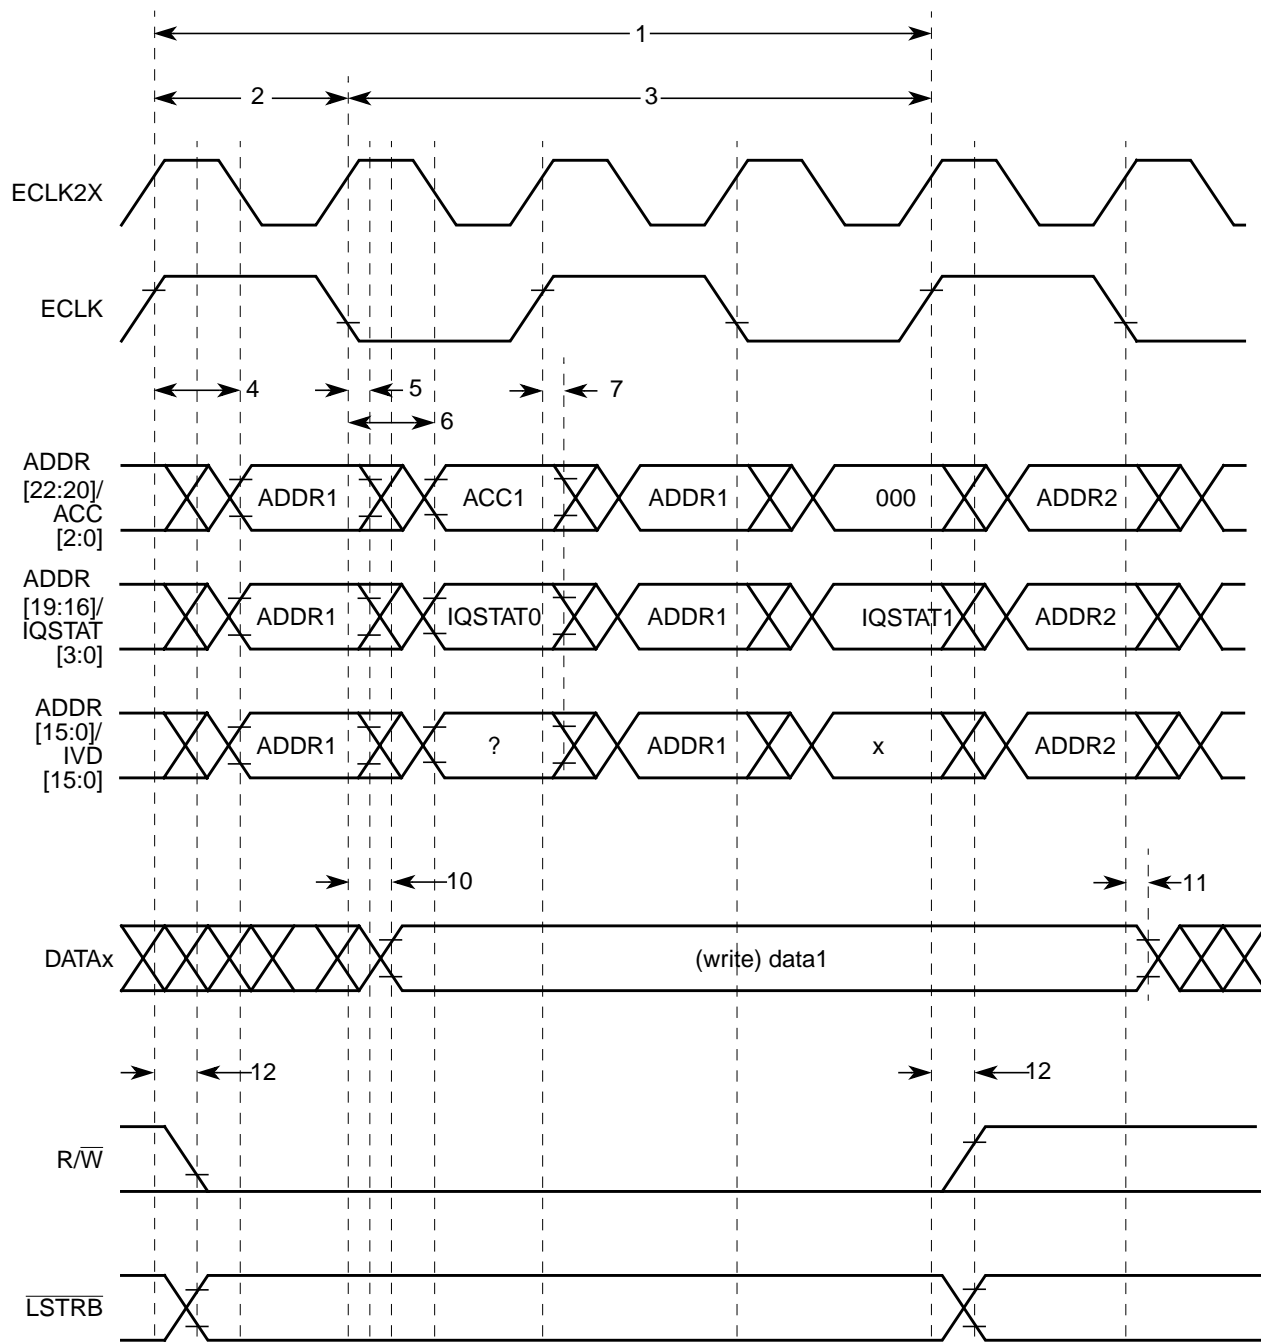 1
2
3
ECLK2X
ECLK
4
5
7
6
ADDR
[22:20]/
ACC
[2:0]
ADDR1
ACC1
ADDR1
000
ADDR2
ADDR
[19:16]/
IQSTAT
[3:0]
ADDR1
IQSTAT0
ADDR1
IQSTAT1
ADDR2
ADDR
[15:0]/
IVD
[15:0]
ADDR1
?
ADDR1
x
ADDR2
10
11
DATAx
(write) data1
12
12
R/W
LSTRB